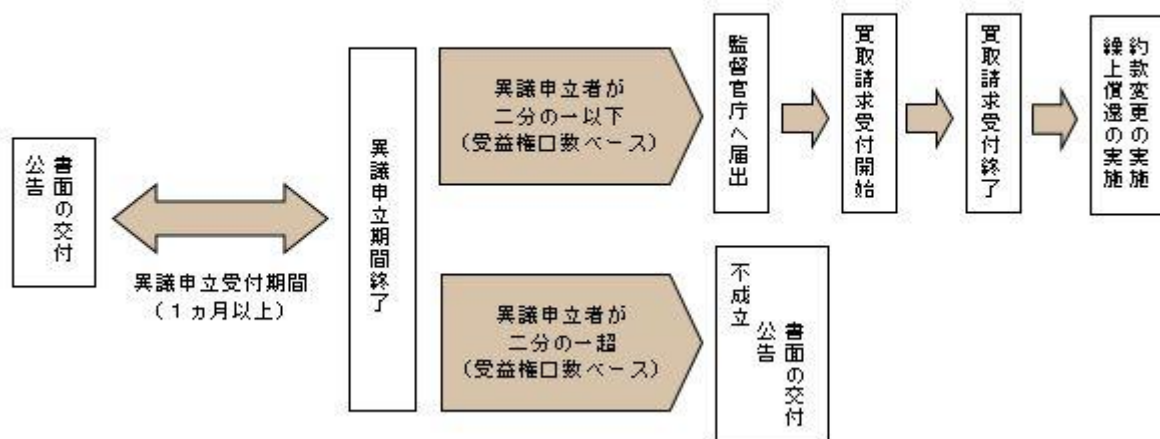 書面の交付
公告
異議申立受付期間
（１ヵ月以上）
異議申立期間終了
異議申立者が
二分の一以下
（受益権口数ベース）
監督官庁へ届出
買取請求受付開始
買取請求受付終了
約款変更の実施
繰上償還の実施
異議申立者が
二分の一超
（受益権口数ベース）
不成立
書面の交付
公告